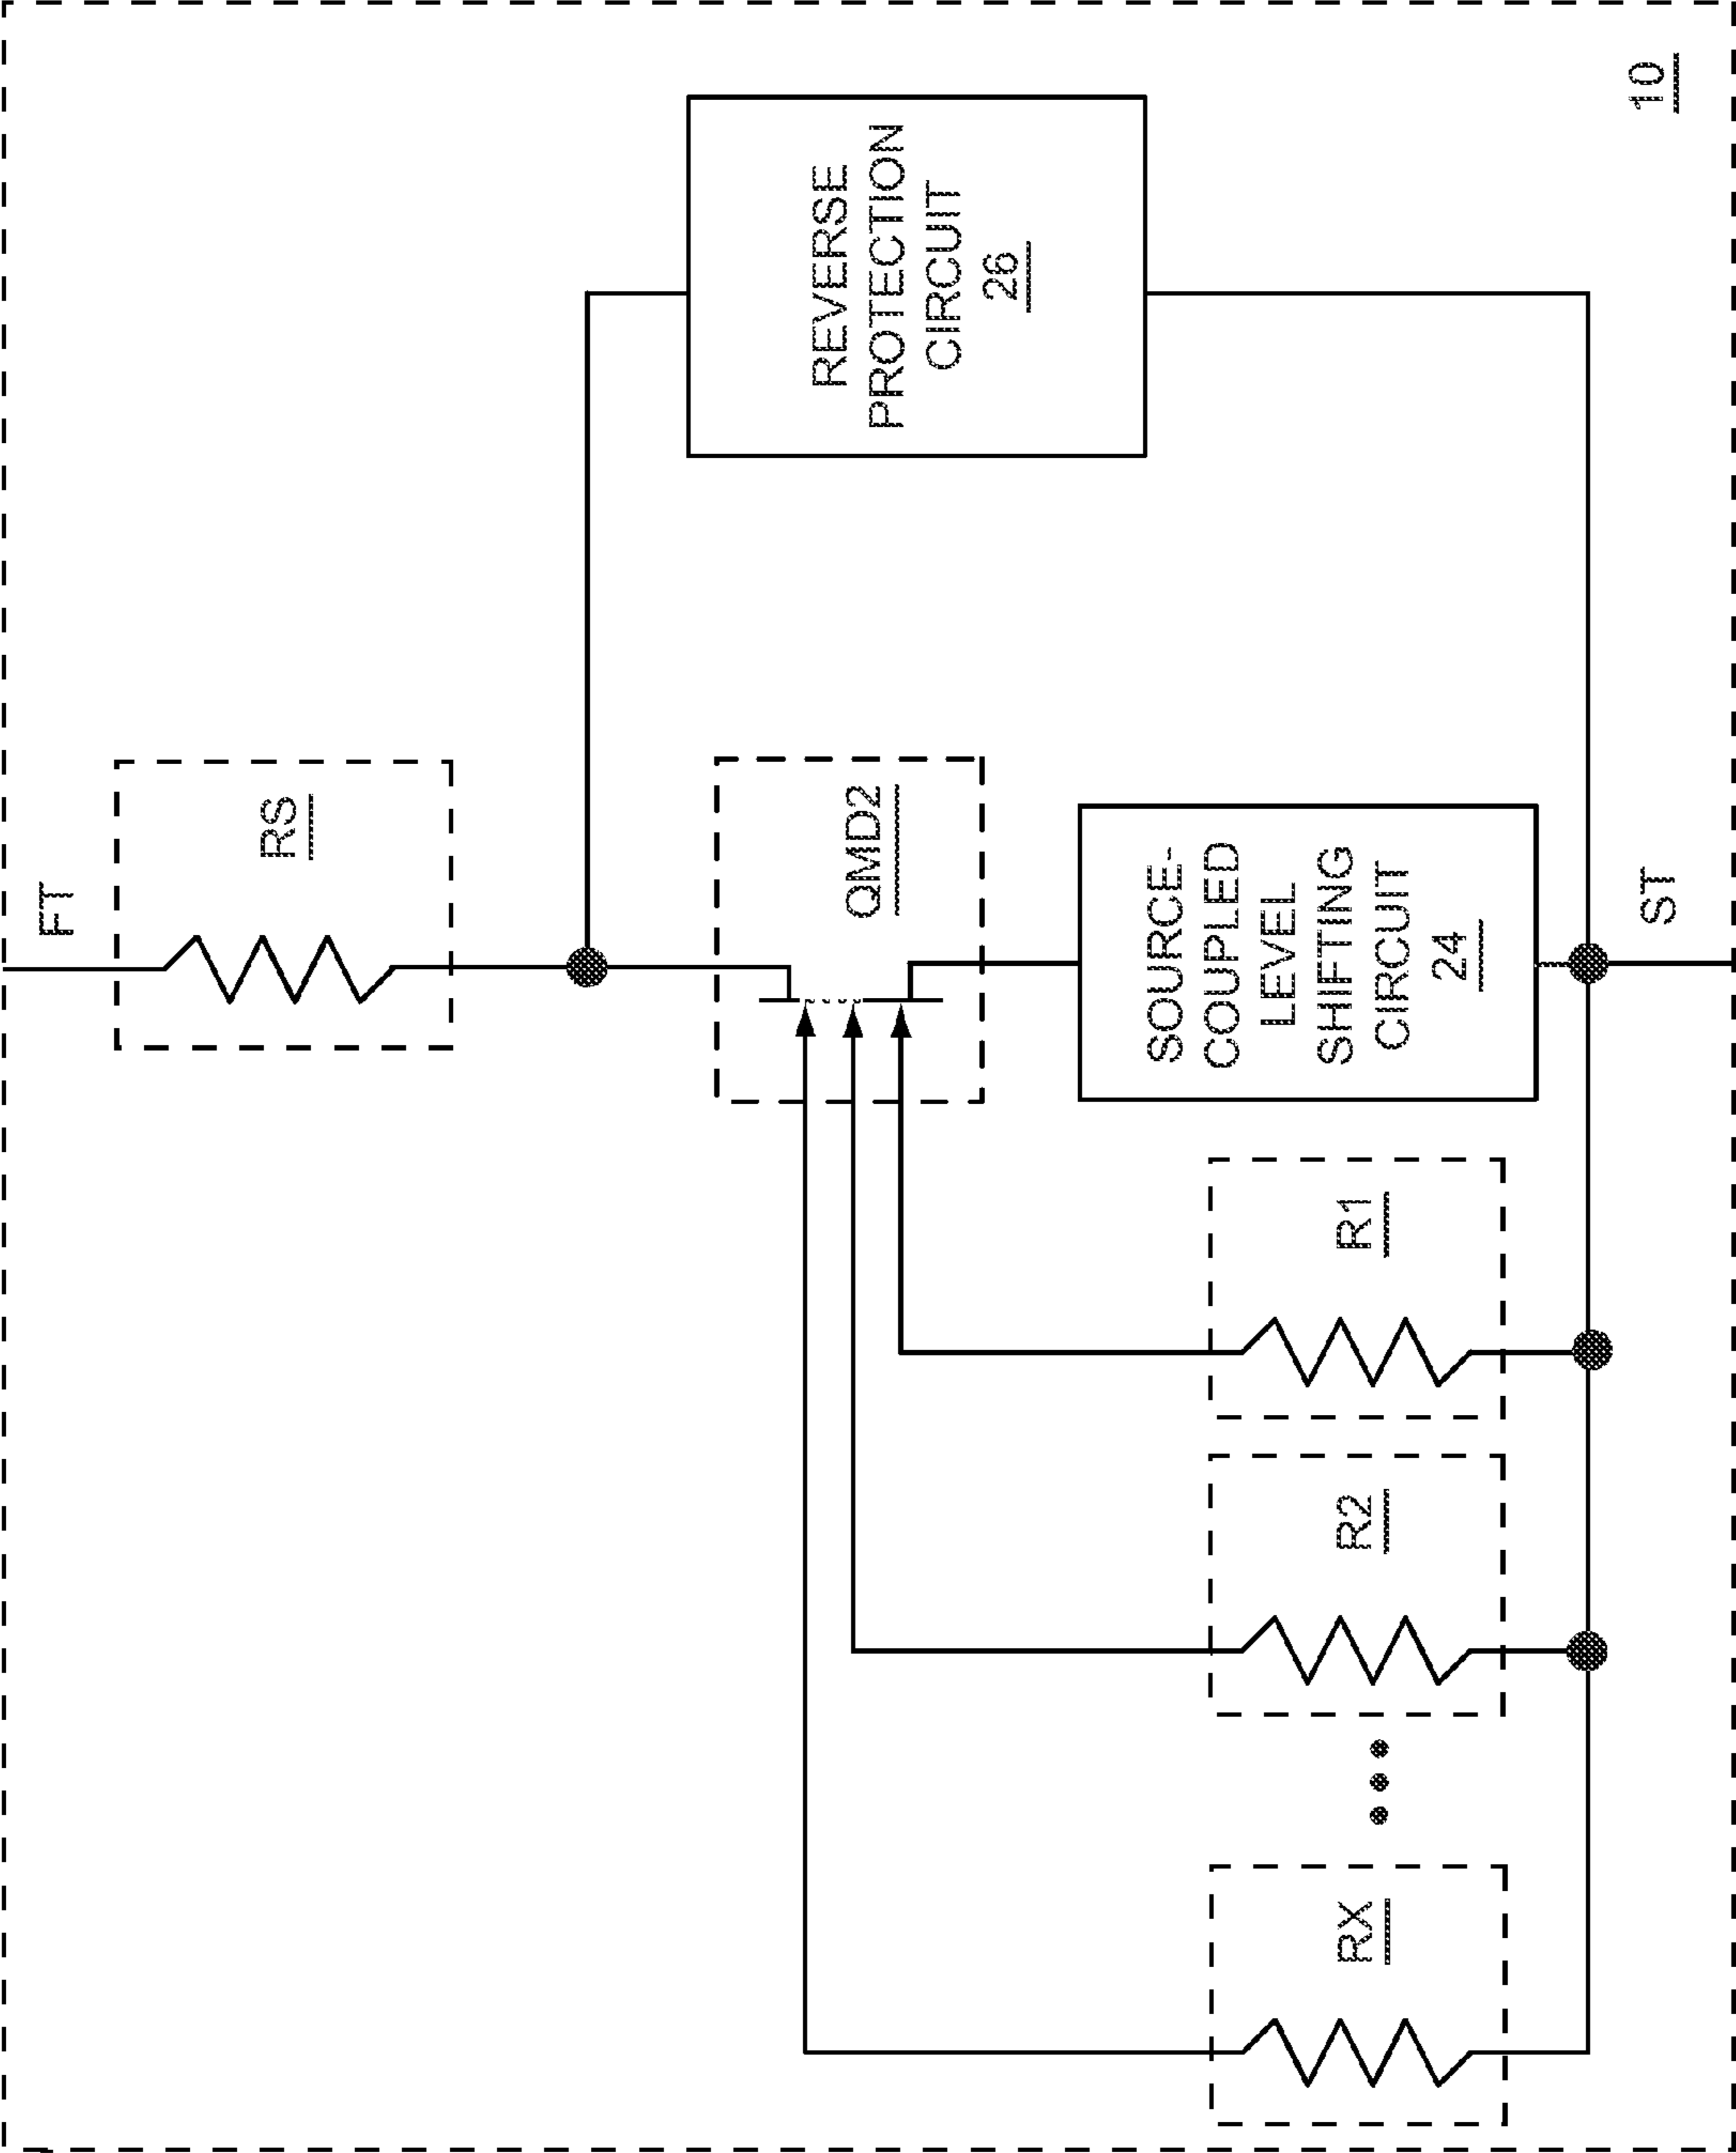 FT
RS
QMD2
REVERSE
PROTECTION
CIRCUIT
26
SOURCE-
COUPLED
LEVEL
SHIFTING
CIRCUIT
24
R1
R2
RX
ST
10